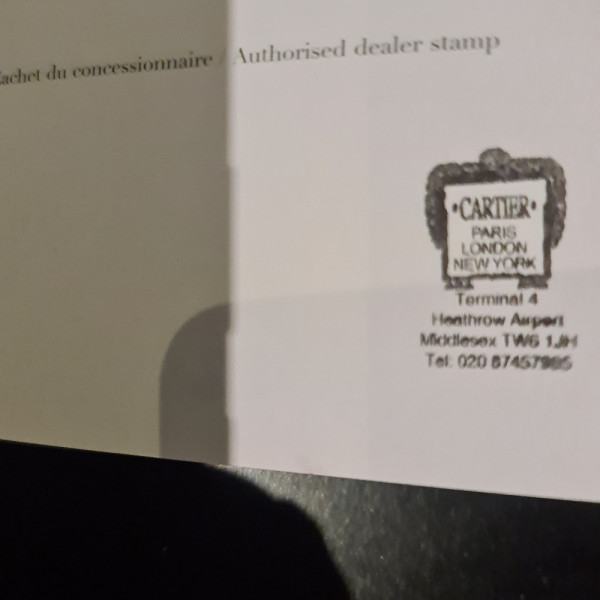 achet du concessionnaire / Authorised dealer stamp
•CARTIER•
PARIS
LONDON
NEW YORK
Terminal 4
Heathrow Airport
Middlesex TW6 1JH
Tel: 020 87457985